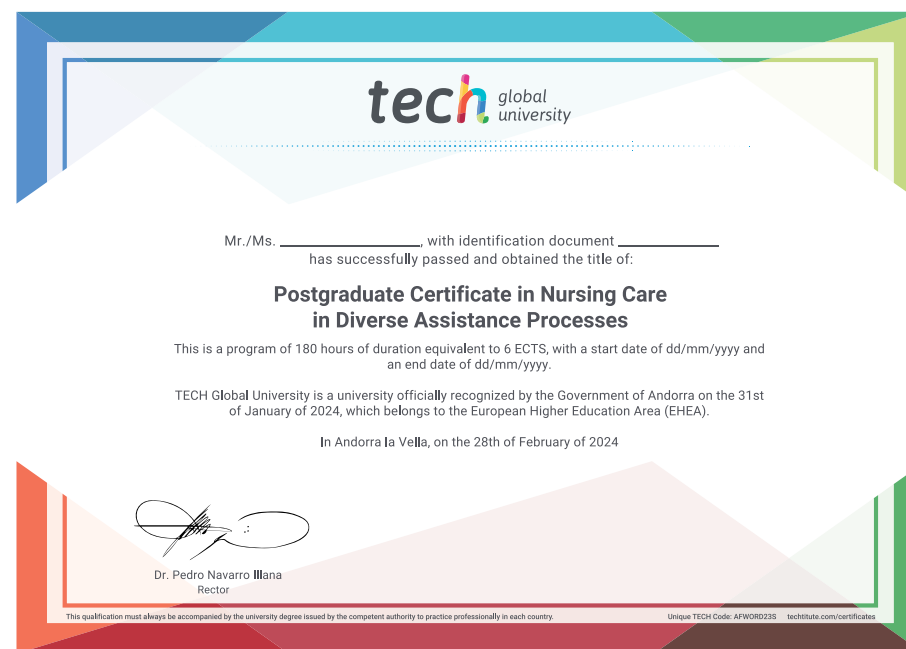 tech global
university
Mr./Ms. ____________, with identification document ____________
has successfully passed and obtained the title of:
Postgraduate Certificate in Nursing Care
in Diverse Assistance Processes
This is a program of 180 hours of duration equivalent to 6 ECTS, with a start date of dd/mm/yyyy and
an end date of dd/mm/yyyy.
TECH Global University is a university officially recognized by the Government of Andorra on the 31st
of January of 2024, which belongs to the European Higher Education Area (EHEA).
In Andorra la Vella, on the 28th of February of 2024
Dr. Pedro Navarro Illana
Rector
This qualification must always be accompanied by the university degree issued by the competent authority to practice professionally in each country.
Unique TECH Code: AFWORD23S techtitute.com/certificates